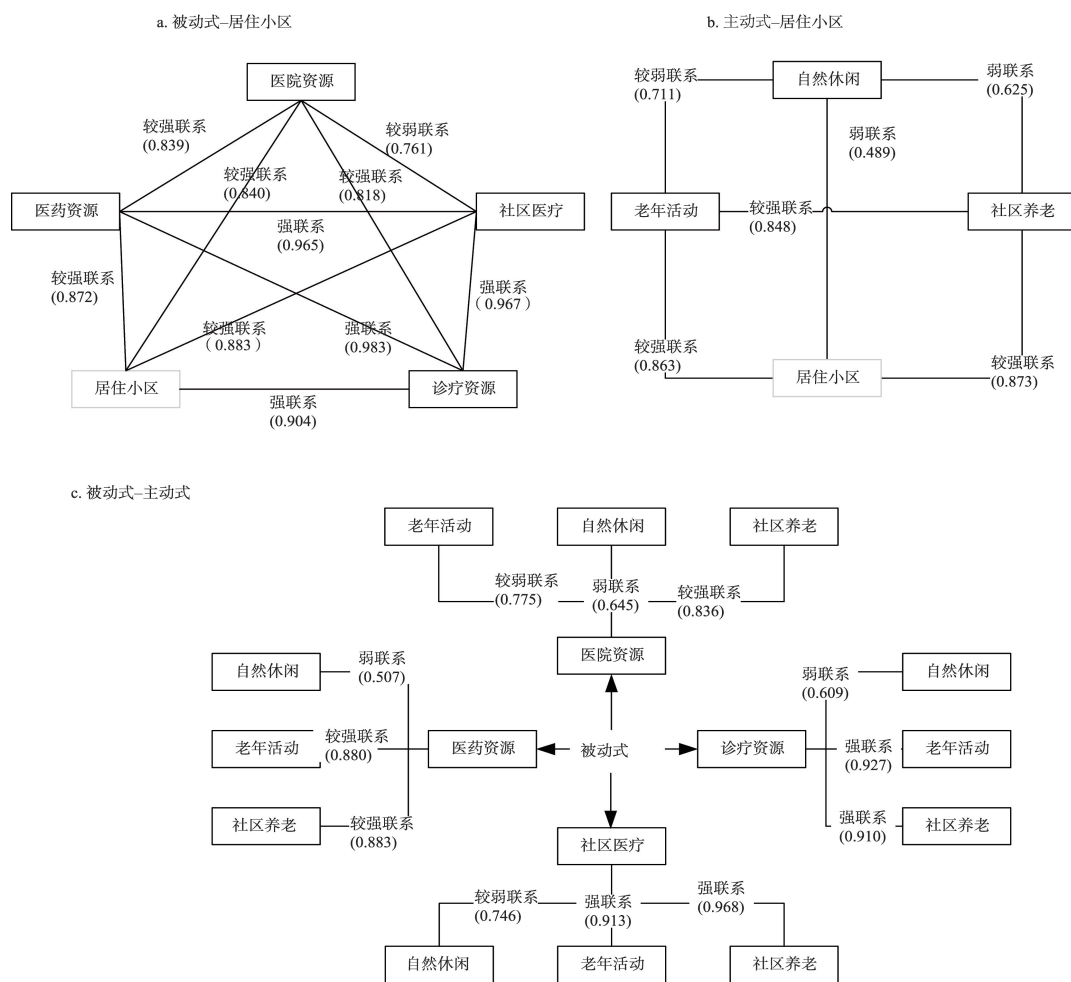 a. 被动式–居住小区
医院资源
较强联系
(0.839)
较弱联系
(0.761)
较强联系
(0.840)
较强联系
(0.818)
医药资源
社区医疗
强联系
(0.965)
较强联系
(0.872)
强联系
（0.967）
较强联系
（0.883）
强联系
(0.983)
居住小区
诊疗资源
强联系
(0.904)
b. 主动式–居住小区
较弱联系
(0.711)
自然休闲
弱联系
(0.625)
弱联系
(0.489)
老年活动
较强联系
(0.848)
社区养老
较强联系
(0.863)
居住小区
较强联系
(0.873)
c. 被动式–主动式
老年活动
自然休闲
社区养老
较弱联系
(0.775)
弱联系
(0.645)
较强联系
(0.836)
医院资源
自然休闲
弱联系
(0.507)
老年活动
较强联系
(0.880)
医药资源
社区养老
较强联系
(0.883)
被动式
诊疗资源
弱联系
(0.609)
自然休闲
强联系
(0.927)
老年活动
强联系
(0.910)
社区养老
社区医疗
较弱联系
(0.746)
强联系
(0.913)
强联系
(0.968)
自然休闲
老年活动
社区养老